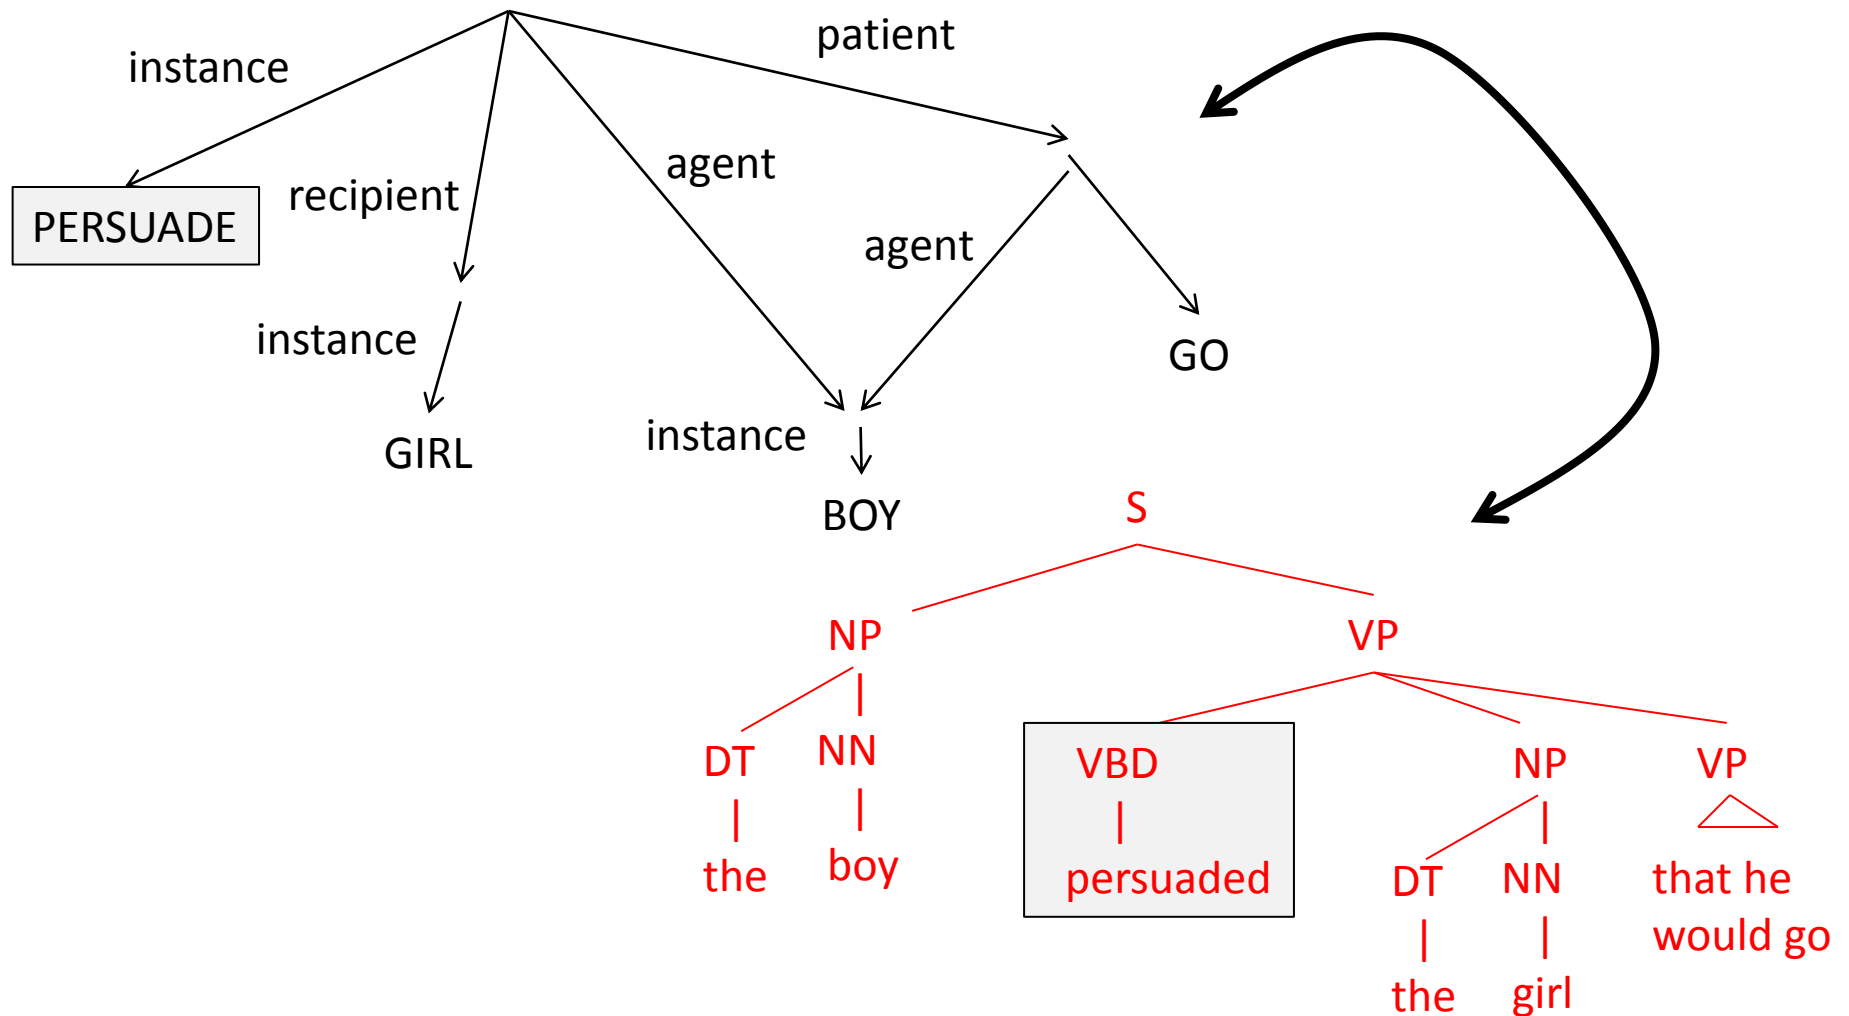 patient
instance
agent
recipient
PERSUADE
agent
instance
GO
instance
GIRL
BOY
S
NP VP
DT NN VBD NP VP
the boy persuaded DT NN that he
would go
the girl